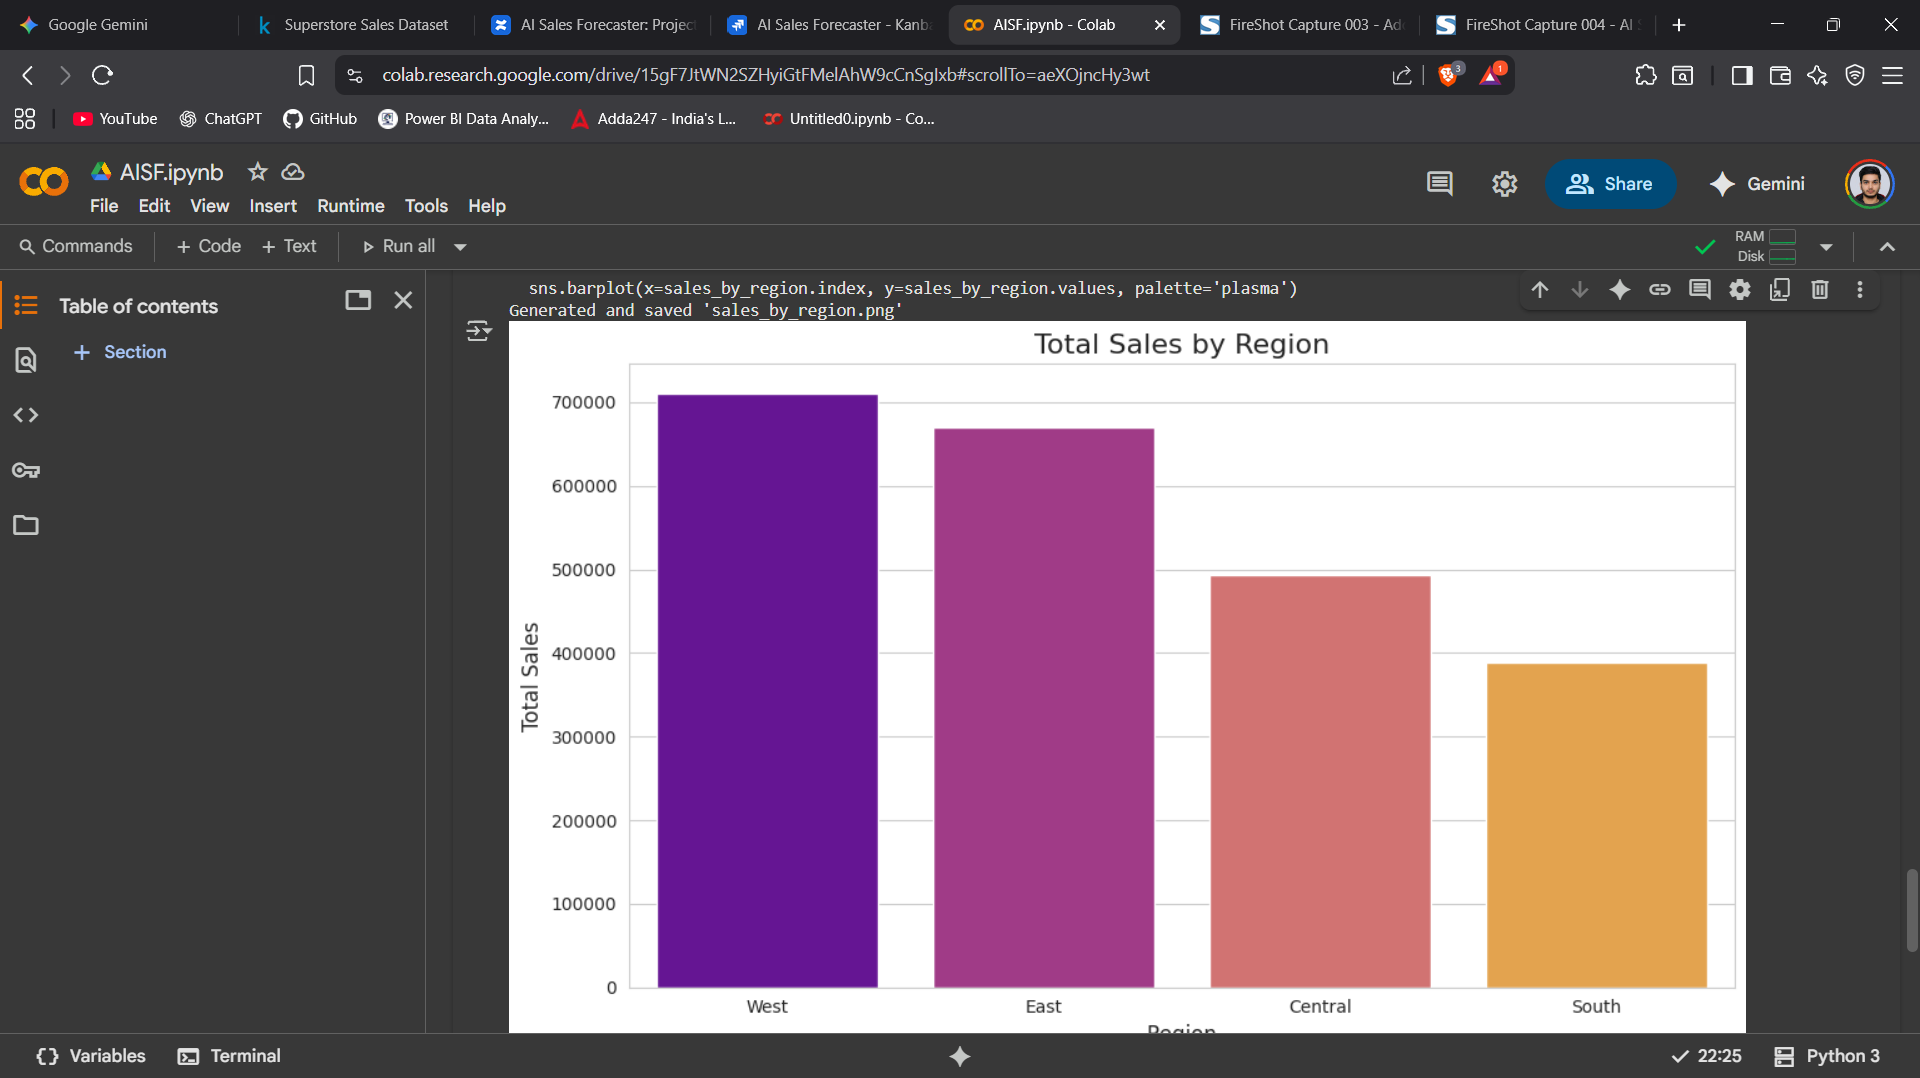 Google Gemini
Superstore Sales Dataset
AI Sales Forecaster: Projec
AI Sales Forecaster - Kanba
AISF.ipynb - Colab
FireShot Capture 003 - Ad
FireShot Capture 004 - AI S
colab.research.google.com/drive/15gF7JtWN2SZHyiGtFMelAhW9cCnSglxb#scrollTo=aeXOjncHy3wt
3
1
YouTube
ChatGPT
GitHub
Power BI Data Analy...
Adda247 - India's L...
Untitled0.ipynb - Co...
AISF.ipynb
File Edit View Insert Runtime Tools Help
Share
Gemini
Commands
+ Code + Text
Run all
RAM
Disk
Table of contents
+ Section
sns.barplot(x=sales_by_region.index, y=sales_by_region.values, palette='plasma')
Generated and saved 'sales_by_region.png'
Total Sales by Region
Total Sales
700000
600000
500000
400000
300000
200000
100000
0
West East Central South
Region
Variables
Terminal
22:25
Python 3